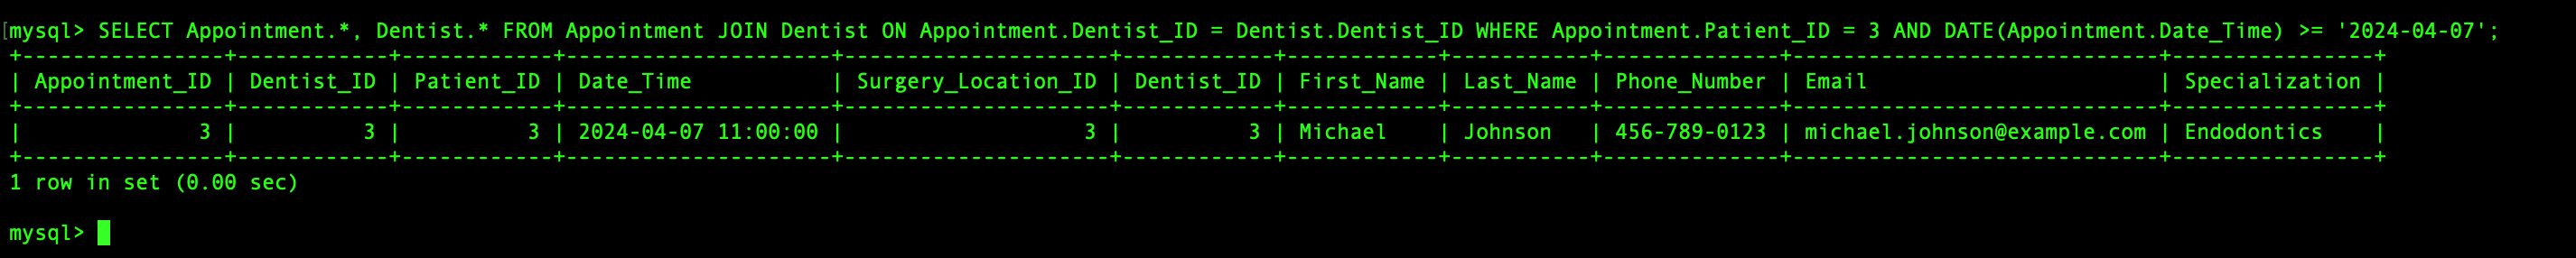 mysql> SELECT Appointment.*, Dentist.* FROM Appointment JOIN Dentist ON Appointment.Dentist_ID = Dentist.Dentist_ID WHERE Appointment.Patient_ID = 3 AND DATE(Appointment.Date_Time) >= '2024-04-07';
+----------------+------------+------------+---------------------+---------------------+------------+------------+-----------+--------------+-----------------------------+----------------+
| Appointment_ID | Dentist_ID | Patient_ID | Date_Time           | Surgery_Location_ID | Dentist_ID | First_Name | Last_Name | Phone_Number | Email                       | Specialization |
+----------------+------------+------------+---------------------+---------------------+------------+------------+-----------+--------------+-----------------------------+----------------+
|              3 |          3 |          3 | 2024-04-07 11:00:00 |                   3 |          3 | Michael    | Johnson   | 456-789-0123 | michael.johnson@example.com | Endodontics    |
+----------------+------------+------------+---------------------+---------------------+------------+------------+-----------+--------------+-----------------------------+----------------+
1 row in set (0.00 sec)
mysql>